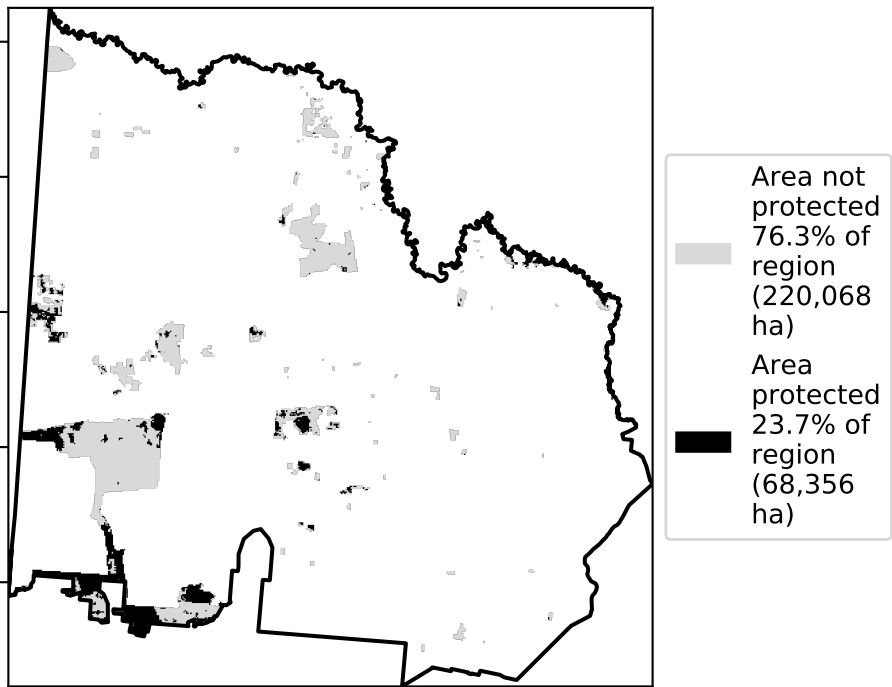 Area not
protected
76.3% of
region
(220,068
ha)
Area
protected
23.7% of
region
(68,356
ha)